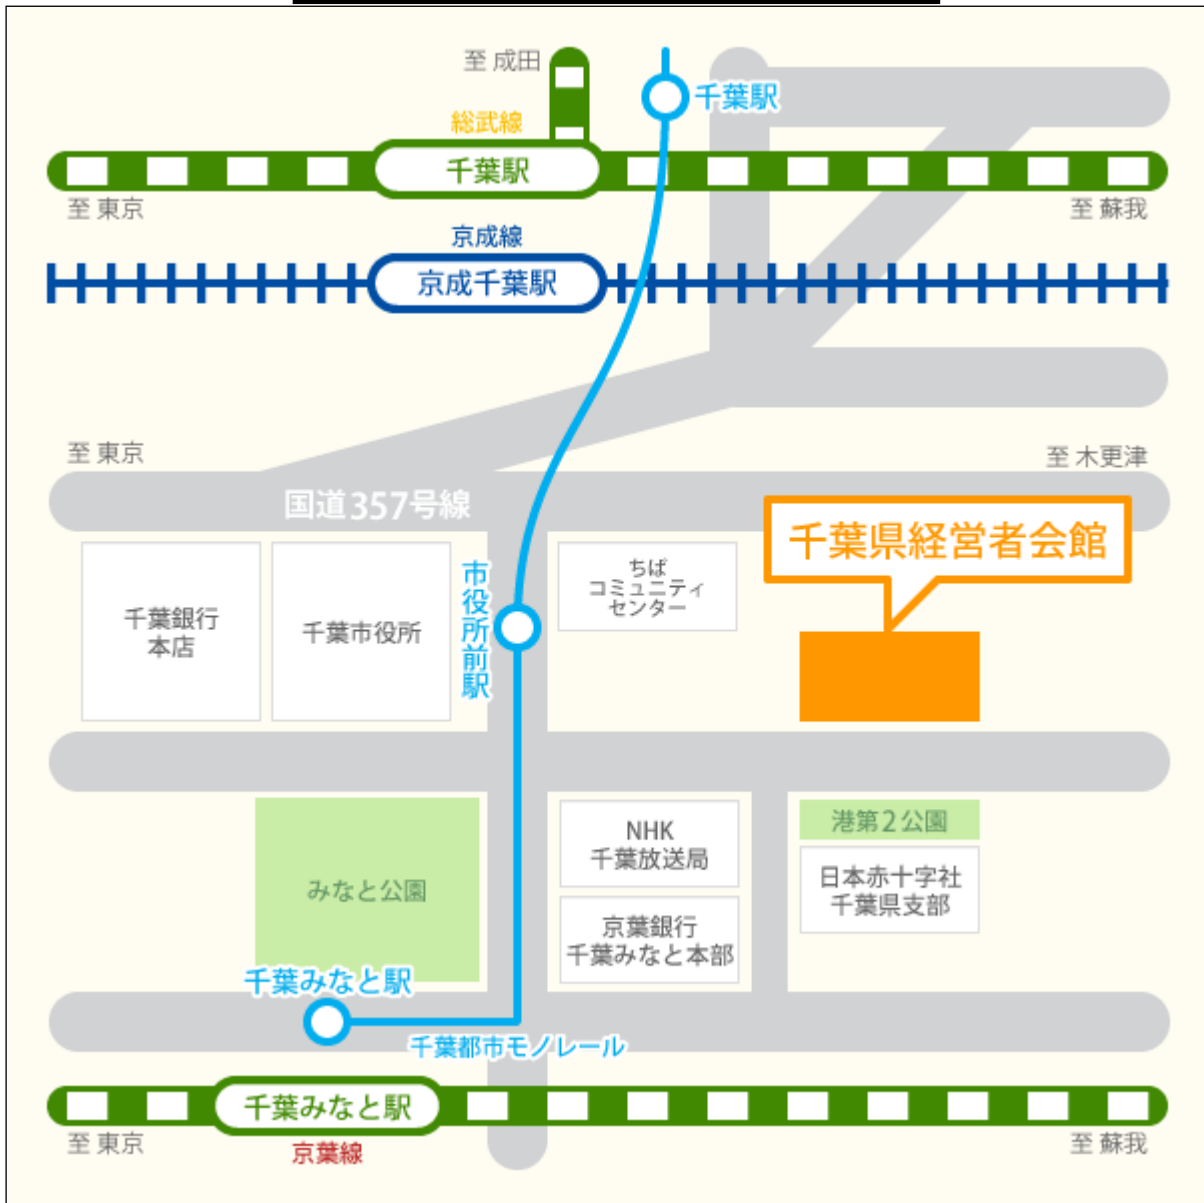 至 成田
千葉駅
総武線
千葉駅
至 東京
至 蘇我
京成線
京成千葉駅
至 東京
至 木更津
国道357号線
千葉県経営者会館
千葉銀行
本店
千葉市役所
市役所前駅
ちば
コミュニティ
センター
みなと公園
NHK
千葉放送局
京葉銀行
千葉みなと本部
港第2公園
日本赤十字社
千葉県支部
千葉みなと駅
千葉都市モノレール
千葉みなと駅
至 東京
京葉線
至 蘇我